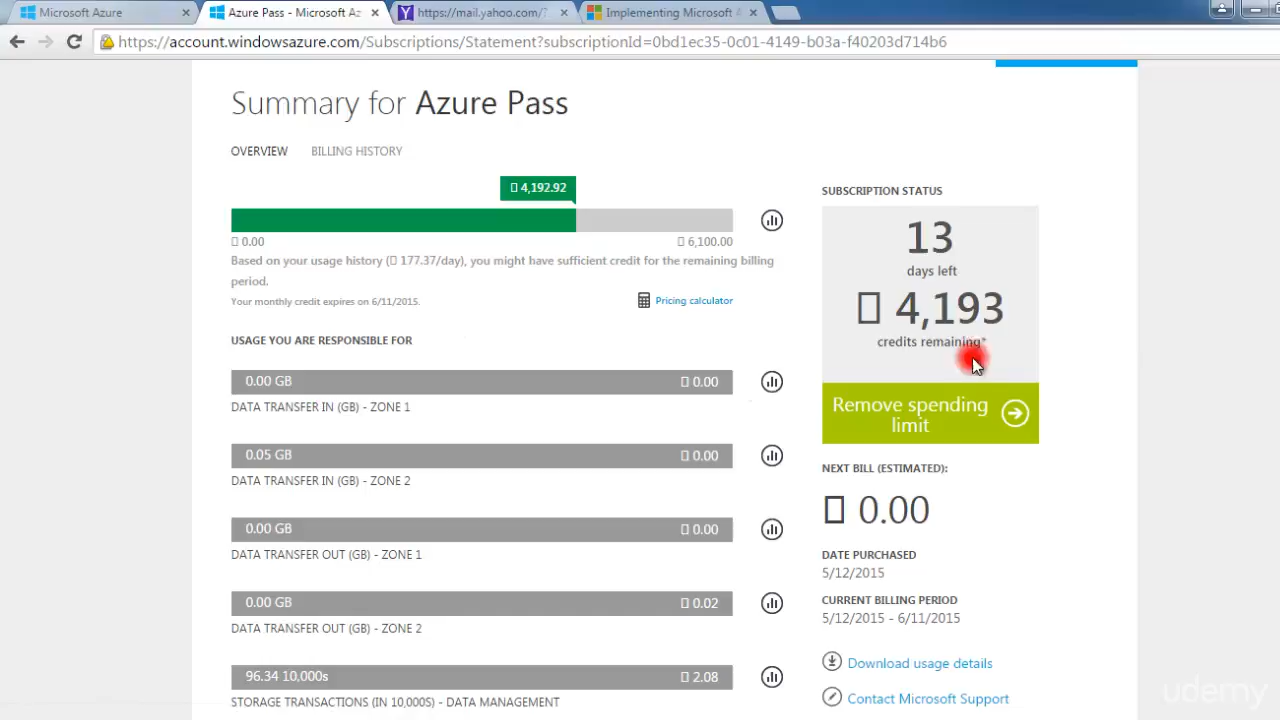 Microsoft Azure
Azure Pass - Microsoft Az
https://mail.yahoo.com/?
Implementing Microsoft A
https://account.windowsazure.com/Subscriptions/Statement?subscriptionId=0bd1ec35-0c01-4149-b03a-f40203d714b6
Summary for Azure Pass
OVERVIEW
BILLING HISTORY
4,192.92
0.00
6,100.00
Based on your usage history (▯ 177.37/day), you might have sufficient credit for the remaining billing
period.
Your monthly credit expires on 6/11/2015.
Pricing calculator
USAGE YOU ARE RESPONSIBLE FOR
0.00 GB ▯ 0.00
DATA TRANSFER IN (GB) - ZONE 1
0.05 GB ▯ 0.00
DATA TRANSFER IN (GB) - ZONE 2
0.00 GB ▯ 0.00
DATA TRANSFER OUT (GB) - ZONE 1
0.00 GB ▯ 0.02
DATA TRANSFER OUT (GB) - ZONE 2
96.34 10,000s ▯ 2.08
STORAGE TRANSACTIONS (IN 10,000S) - DATA MANAGEMENT
SUBSCRIPTION STATUS
13
days left
▯ 4,193
credits remaining*
Remove spending
limit
NEXT BILL (ESTIMATED):
▯ 0.00
DATE PURCHASED
5/12/2015
CURRENT BILLING PERIOD
5/12/2015 - 6/11/2015
Download usage details
Contact Microsoft Support
udemy